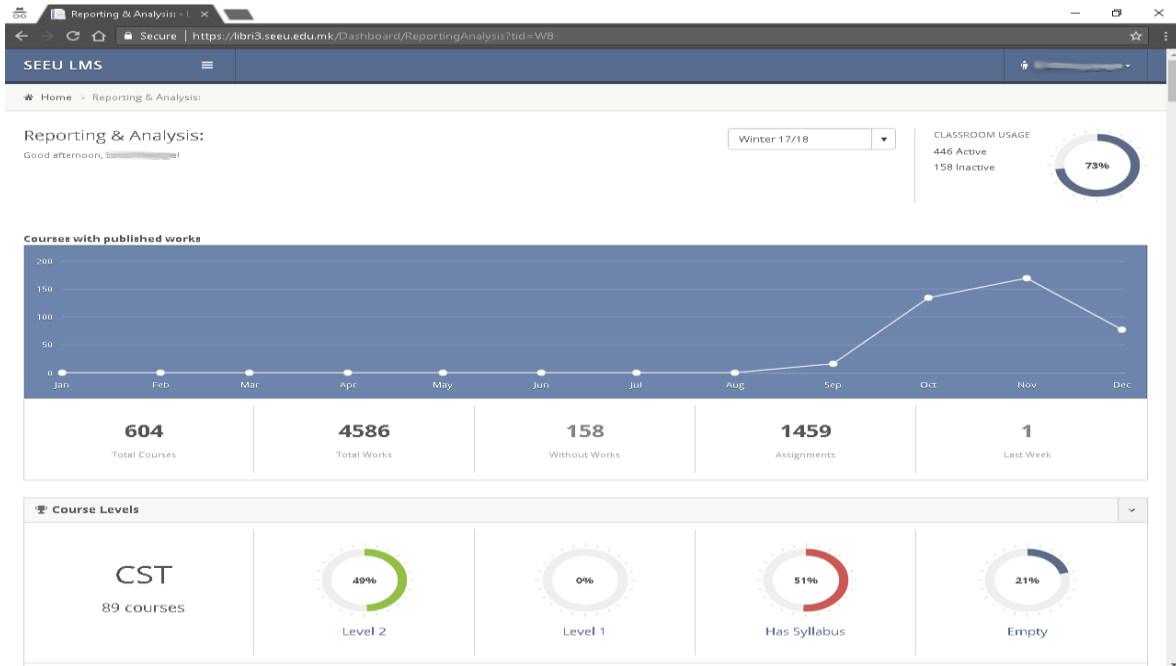 Reporting & Analysis: - L
Secure | https://libri3.seeu.edu.mk/Dashboard/ReportingAnalysis?tid=W8
SEEU LMS
Home > Reporting & Analysis:
Reporting & Analysis:
Good afternoon,
Winter 17/18
CLASSROOM USAGE
446 Active
158 Inactive
73%
Courses with published works
200
150
100
50
0
Jan Feb Mar Apr May Jun Jul Aug Sep Oct Nov Dec
604 4586 158 1459 1
Total Courses Total Works Without Works Assignments Last Week
Course Levels
CST
89 courses
49% 0% 51% 21%
Level 2 Level 1 Has Syllabus Empty